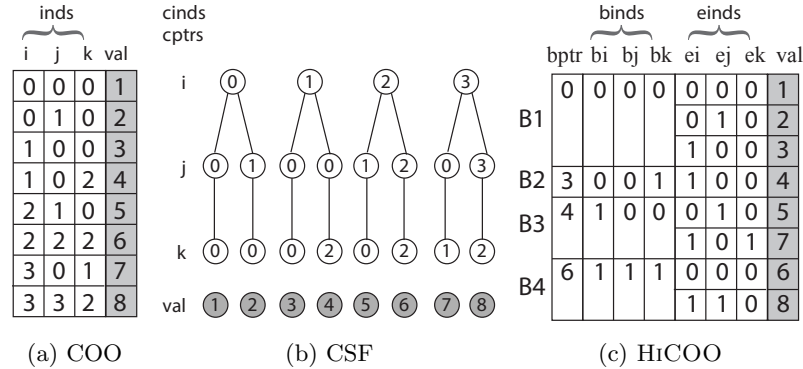 inds
i j k val
0 0 0 1
0 1 0 2
1 0 0 3
1 0 2 4
2 1 0 5
2 2 2 6
3 0 1 7
3 3 2 8
(a) COO
cinds
cptrs
i 0 1 2 3
j 0 1 0 0 1 2 0 3
k 0 0 0 2 0 2 1 2
val 1 2 3 4 5 6 7 8
(b) CSF
binds einds
bptr bi bj bk ei ej ek val
B1 0 0 0 0 0 0 0 1
0 1 0 2
1 0 0 3
B2 3 0 0 1 1 0 0 4
B3 4 1 0 0 0 1 0 5
1 0 1 7
B4 6 1 1 1 0 0 0 6
1 1 0 8
(c) HICOO